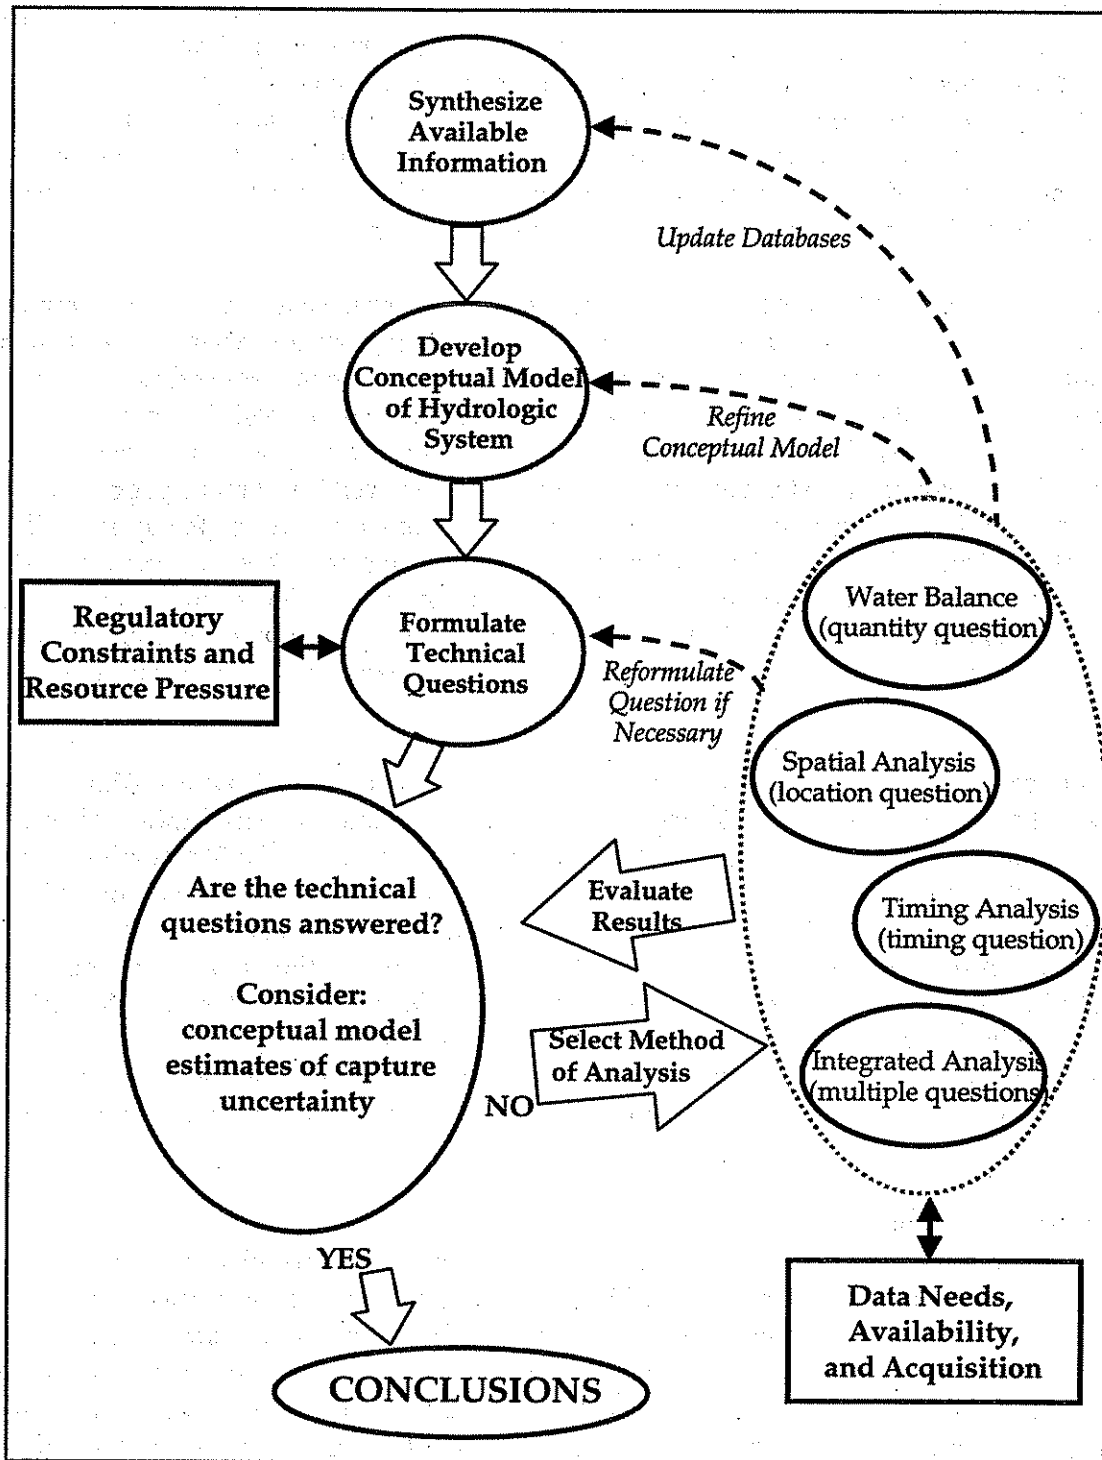 Synthesize
Available
Information
Update Databases
Develop
Conceptual Model
of Hydrologic
System
Refine
Conceptual Model
Regulatory
Constraints and
Resource Pressure
Formulate
Technical
Questions
Reformulate
Question if
Necessary
Water Balance
(quantity question)
Spatial Analysis
(location question)
Timing Analysis
(timing question)
Integrated Analysis
(multiple questions)
Are the technical
questions answered?
Consider:
conceptual model
estimates of capture
uncertainty
Evaluate
Results
Select Method
of Analysis
NO
YES
CONCLUSIONS
Data Needs,
Availability,
and Acquisition